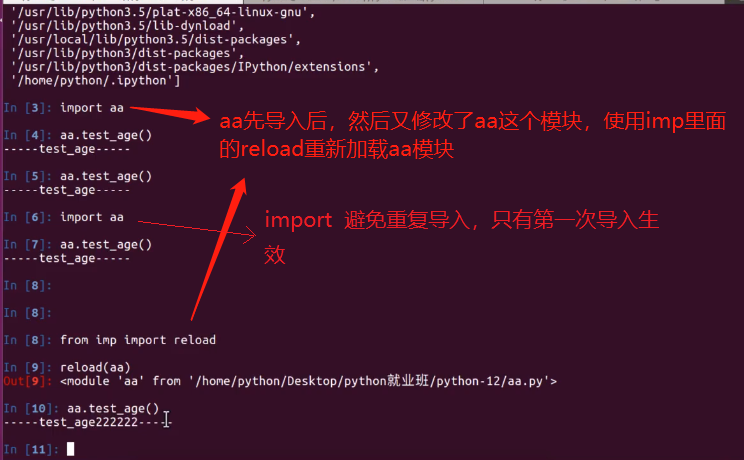 '/usr/lib/python3.5/plat-x86_64-linux-gnu',
'/usr/lib/python3.5/lib-dynload',
'/usr/local/lib/python3.5/dist-packages',
'/usr/lib/python3/dist-packages',
'/usr/lib/python3/dist-packages/IPython/extensions',
'/home/python/.ipython']
In [3]: import aa
aa先导入后，然后又修改了aa这个模块，使用imp里面
的reload重新加载aa模块
In [4]: aa.test_age()
-----test_age-----
In [5]: aa.test_age()
-----test_age-----
In [6]: import aa
import 避免重复导入，只有第一次导入生
效
In [7]: aa.test_age()
-----test_age-----
In [8]:
In [8]:
In [8]: from imp import reload
In [9]: reload(aa)
Out[9]: <module 'aa' from '/home/python/Desktop/python就业班/python-12/aa.py'>
In [10]: aa.test_age()
-----test_age222222-----
In [11]: